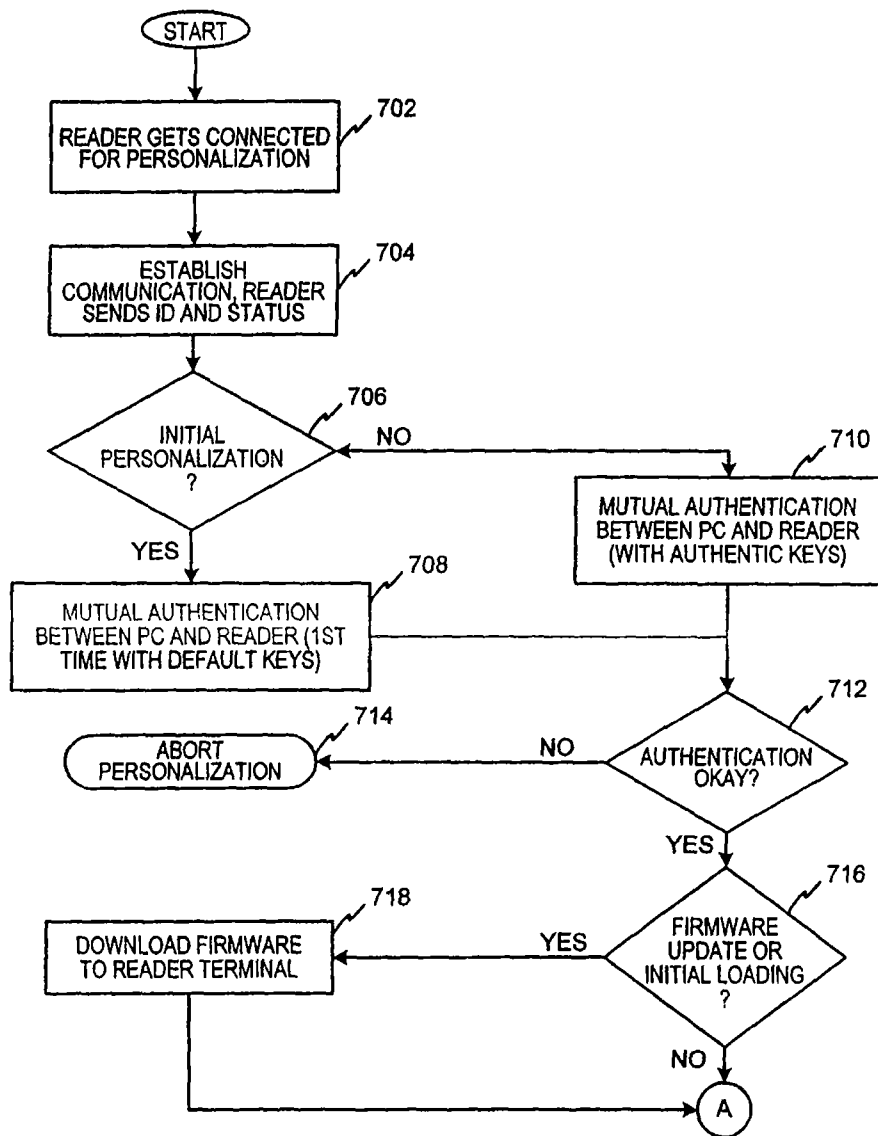 START
702
READER GETS CONNECTED
FOR PERSONALIZATION
704
ESTABLISH
COMMUNICATION, READER
SENDS ID AND STATUS
706
INITIAL
PERSONALIZATION
?
NO
YES
710
MUTUAL AUTHENTICATION
BETWEEN PC AND READER
(WITH AUTHENTIC KEYS)
708
MUTUAL AUTHENTICATION
BETWEEN PC AND READER (1ST
TIME WITH DEFAULT KEYS)
712
AUTHENTICATION
OKAY?
NO
YES
714
ABORT
PERSONALIZATION
716
FIRMWARE
UPDATE OR
INITIAL LOADING
?
YES
NO
718
DOWNLOAD FIRMWARE
TO READER TERMINAL
A